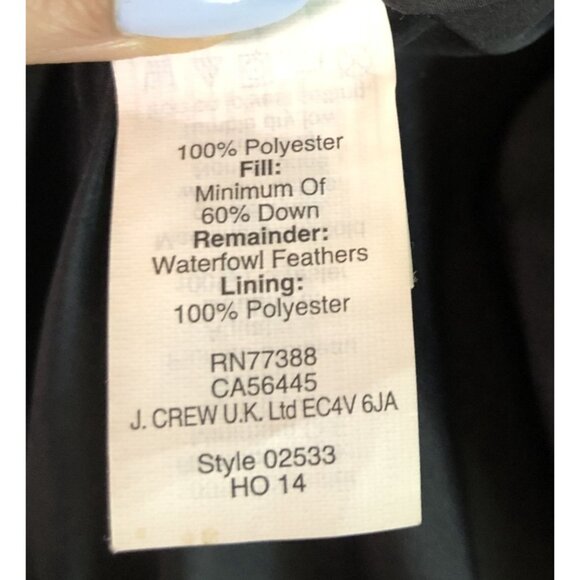 100% Polyester
Fill:
Minimum Of
60% Down
Remainder:
Waterfowl Feathers
Lining:
100% Polyester
RN77388
CA56445
J. CREW U.K. Ltd EC4V 6JA
Style 02533
HO 14